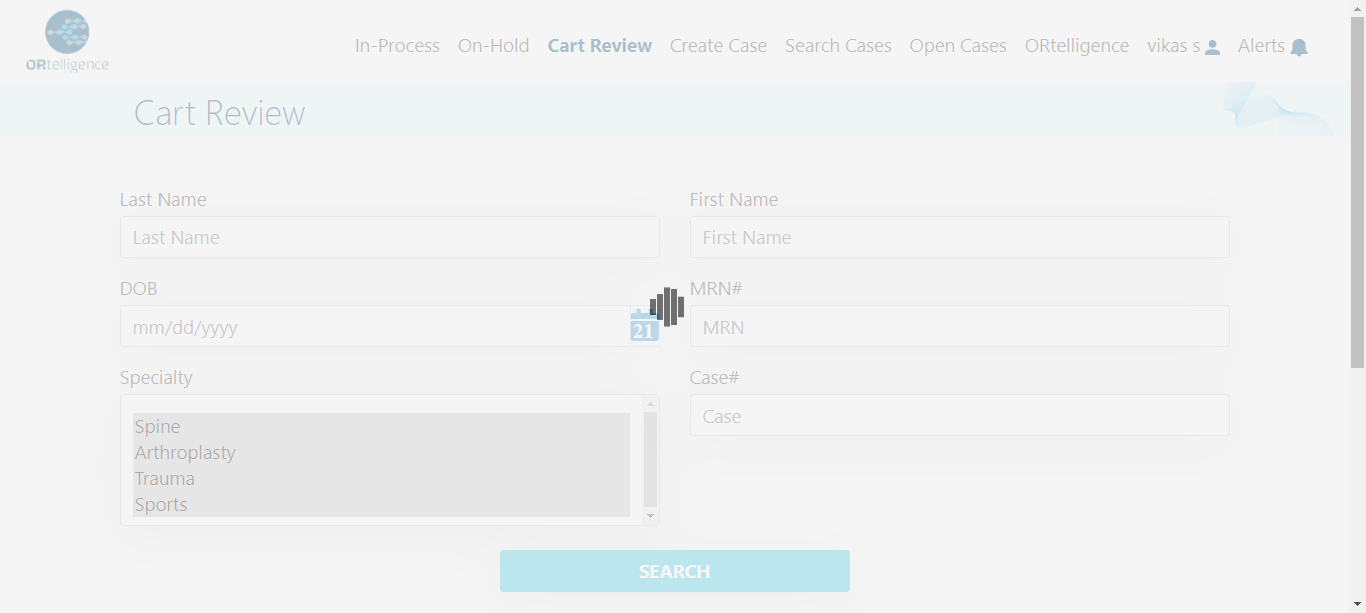 ORtelligence
In-Process On-Hold Cart Review Create Case Search Cases Open Cases ORtelligence vikas s Alerts
Cart Review
Last Name First Name
Last Name First Name
DOB MRN#
mm/dd/yyyy 21 MRN
Specialty Case#
Case
Spine
Arthroplasty
Trauma
Sports
SEARCH